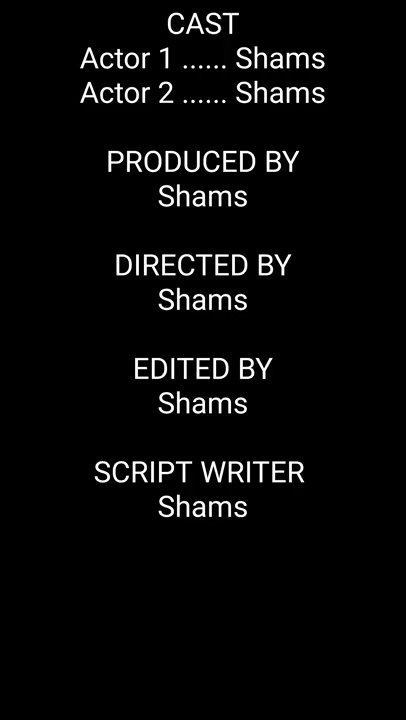 CAST
Actor 1 ...... Shams
Actor 2 ...... Shams
PRODUCED BY
Shams
DIRECTED BY
Shams
EDITED BY
Shams
SCRIPT WRITER
Shams